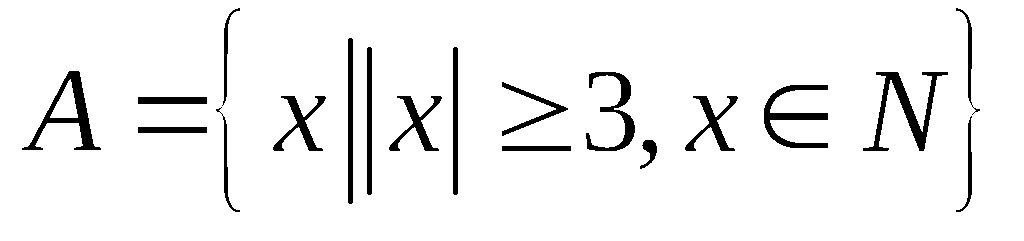 A = { x||x| ≥ 3, x ∈ N }